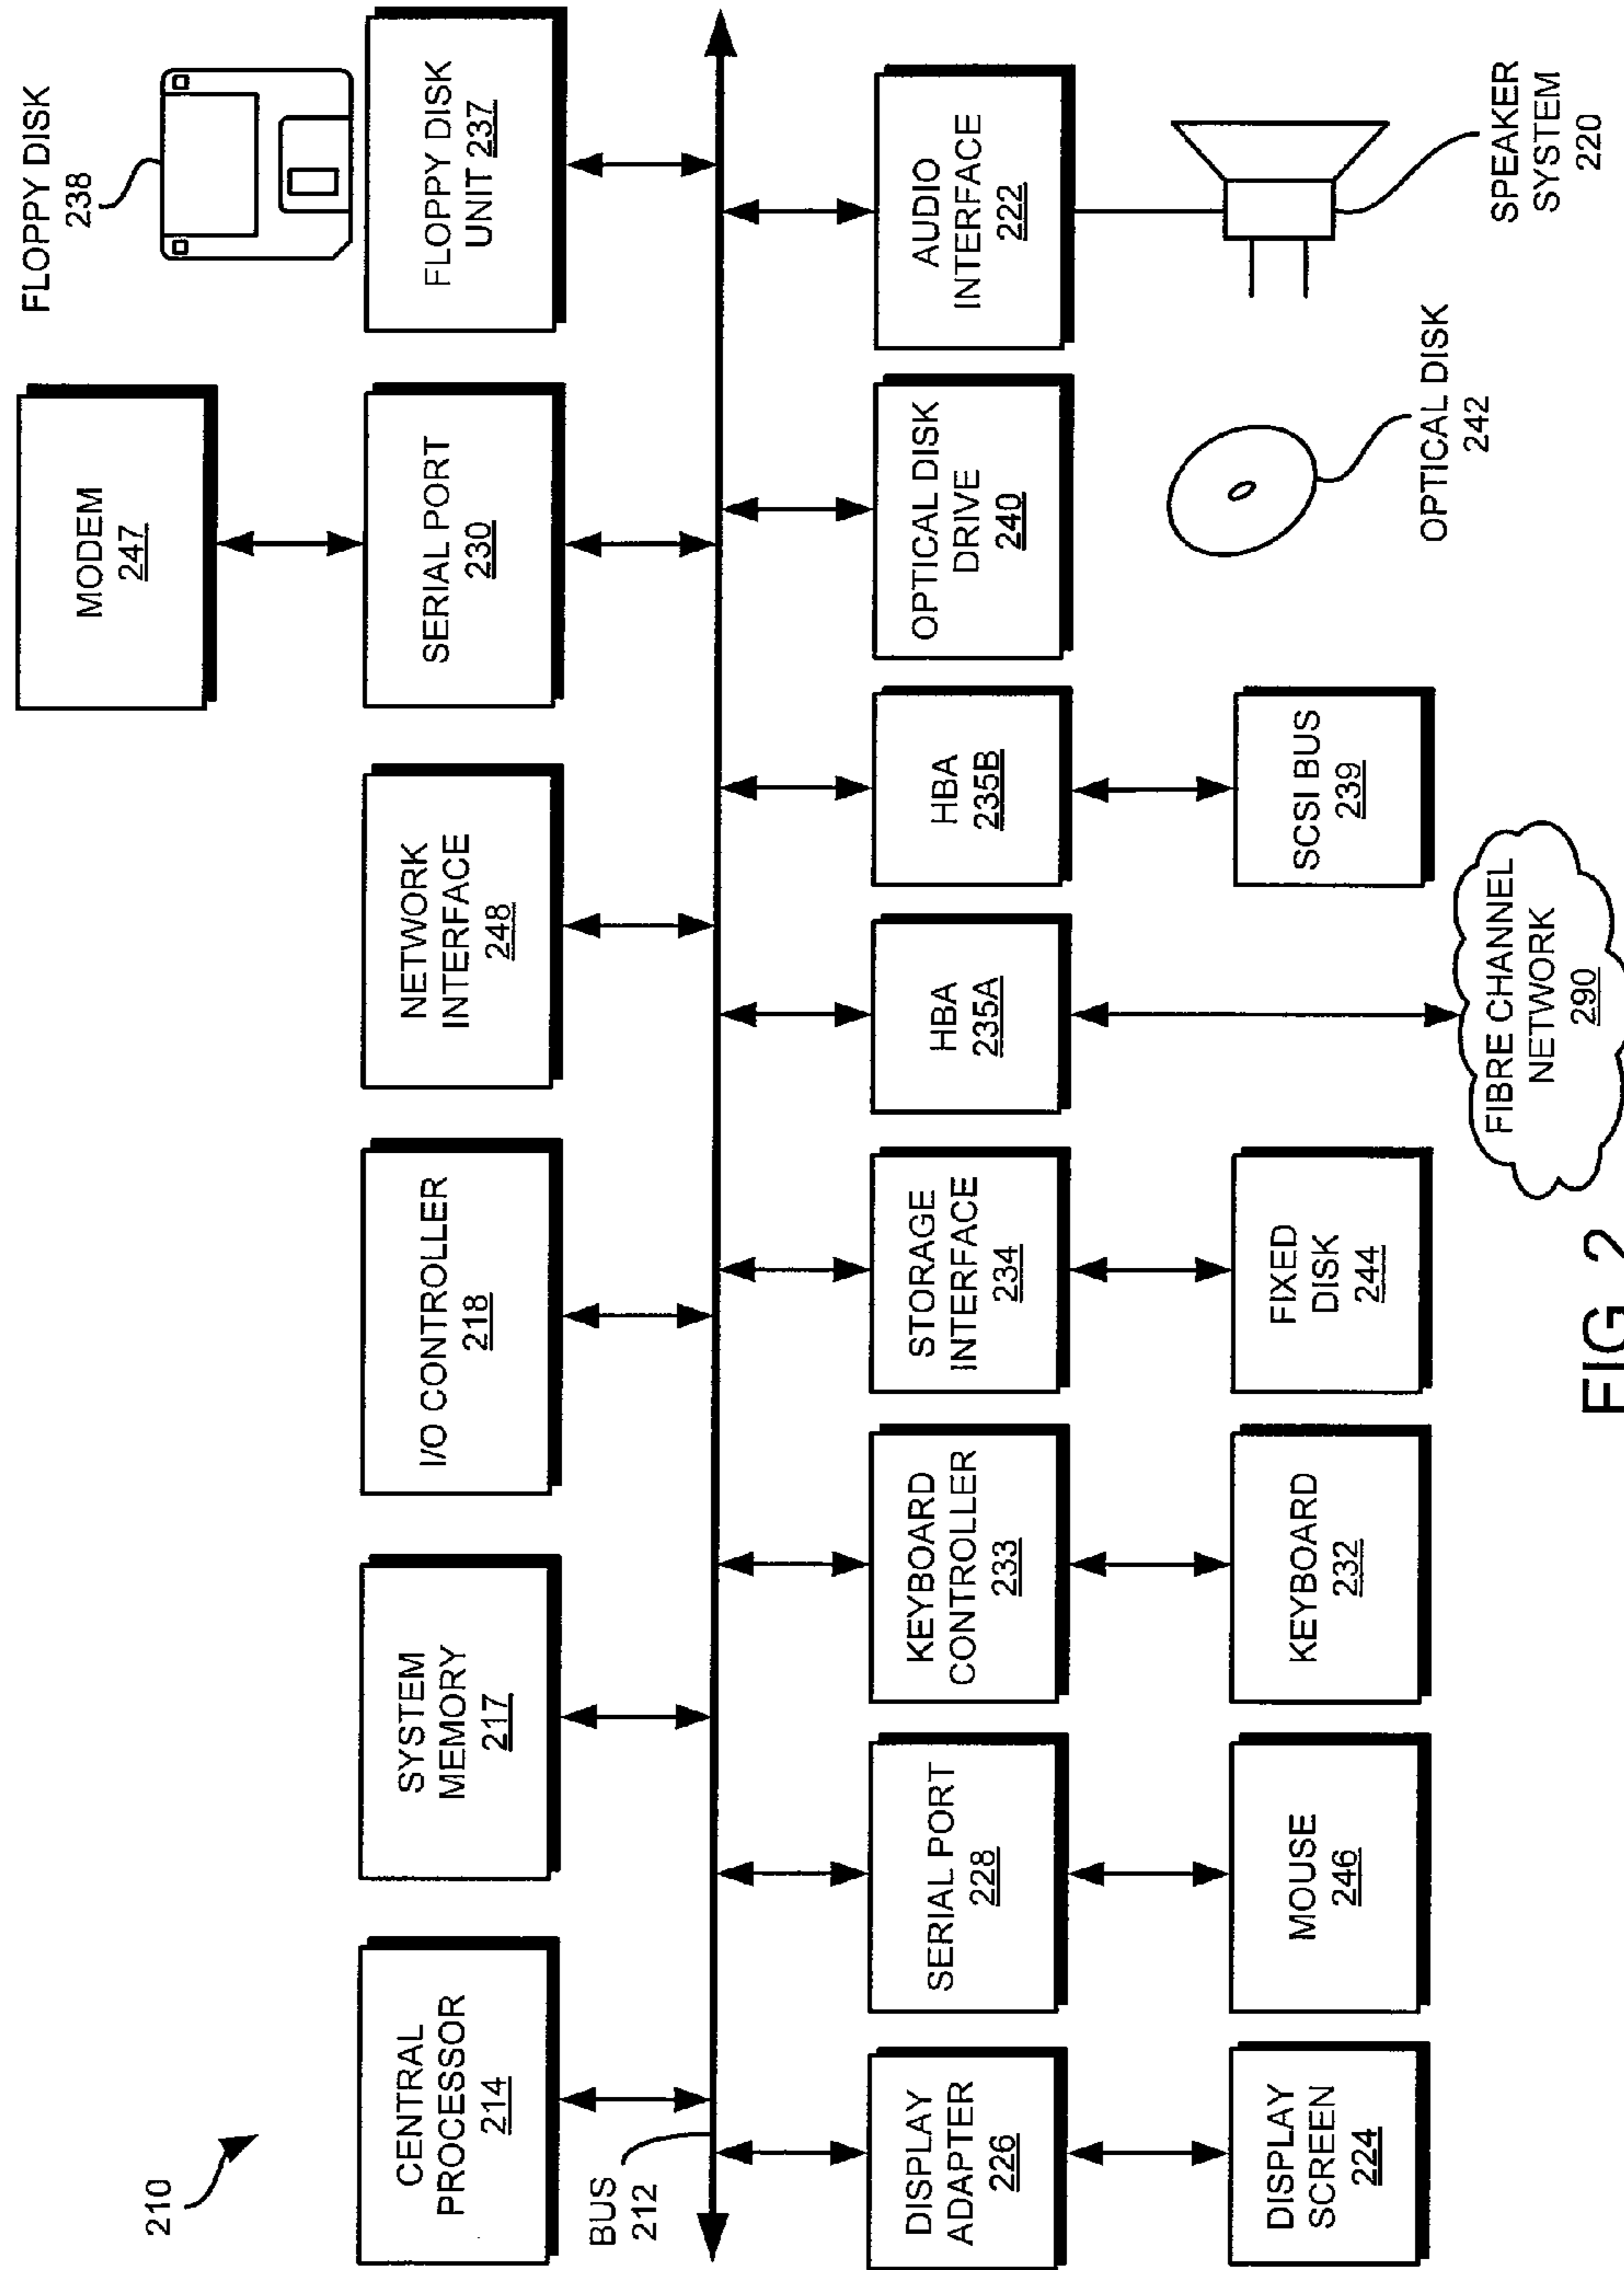 210
CENTRAL
PROCESSOR
214
SYSTEM
MEMORY
217
I/O CONTROLLER
218
NETWORK
INTERFACE
248
MODEM
247
SERIAL PORT
230
FLOPPY DISK
238
FLOPPY DISK
UNIT 237
BUS
212
DISPLAY
ADAPTER
226
SERIAL PORT
228
KEYBOARD
CONTROLLER
233
STORAGE
INTERFACE
234
HBA
235A
HBA
235B
OPTICAL DISK
DRIVE
240
AUDIO
INTERFACE
222
DISPLAY
SCREEN
224
MOUSE
246
KEYBOARD
232
FIXED
DISK
244
FIBRE CHANNEL
NETWORK
290
SCSI BUS
239
OPTICAL DISK
242
SPEAKER
SYSTEM
220
FIG. 2